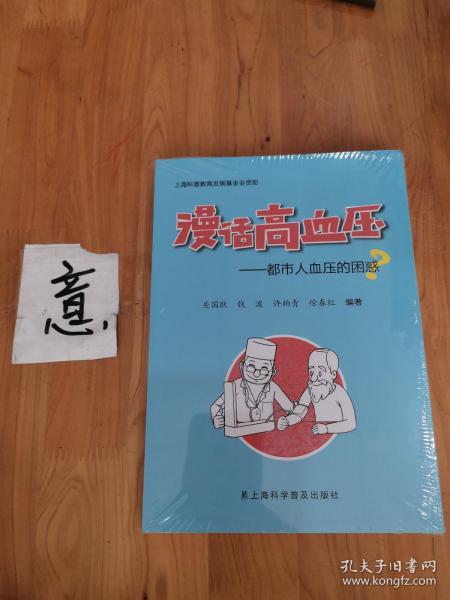 上海科普教育发展基金会资助
漫话高血压
——都市人血压的困惑?
关国跃 钱 波 许柏青 徐春红 编著
上海科学普及出版社
意
孔夫子旧书网
www.kongfz.com